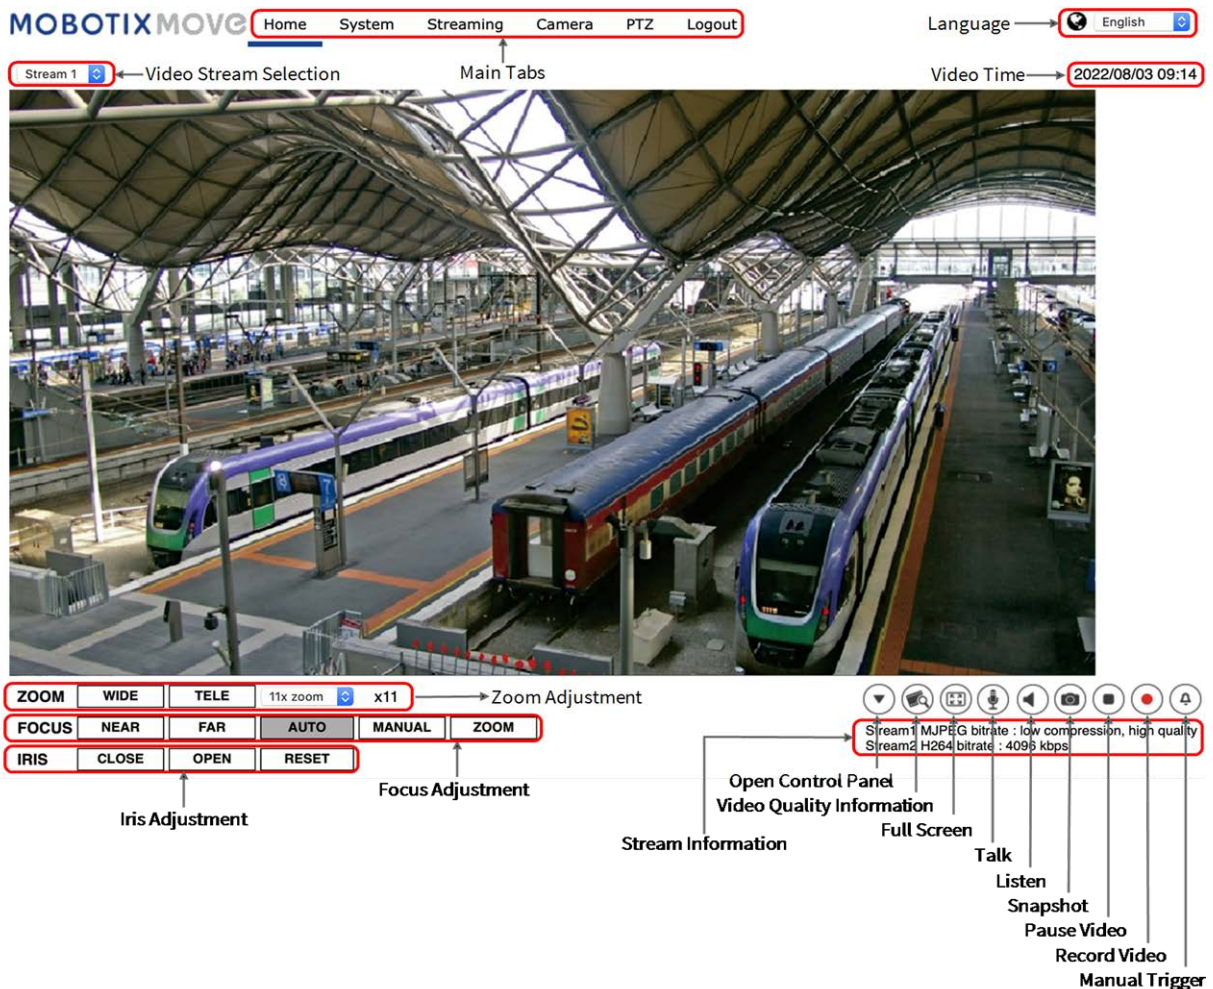 MOBOTIX MOVE Home System Streaming Camera PTZ Logout Language English
Stream 1 Video Stream Selection Main Tabs Video Time 2022/08/03 09:14
8 7
ZOOM WIDE TELE 11x zoom x11 Zoom Adjustment
FOCUS NEAR FAR AUTO MANUAL ZOOM
Stream1 MJPEG bitrate : low compression, high quality
Stream2 H264 bitrate : 4096 kbps
IRIS CLOSE OPEN RESET
Focus Adjustment
Iris Adjustment
Open Control Panel
Video Quality Information
Full Screen
Stream Information
Talk
Listen
Snapshot
Pause Video
Record Video
Manual Trigger